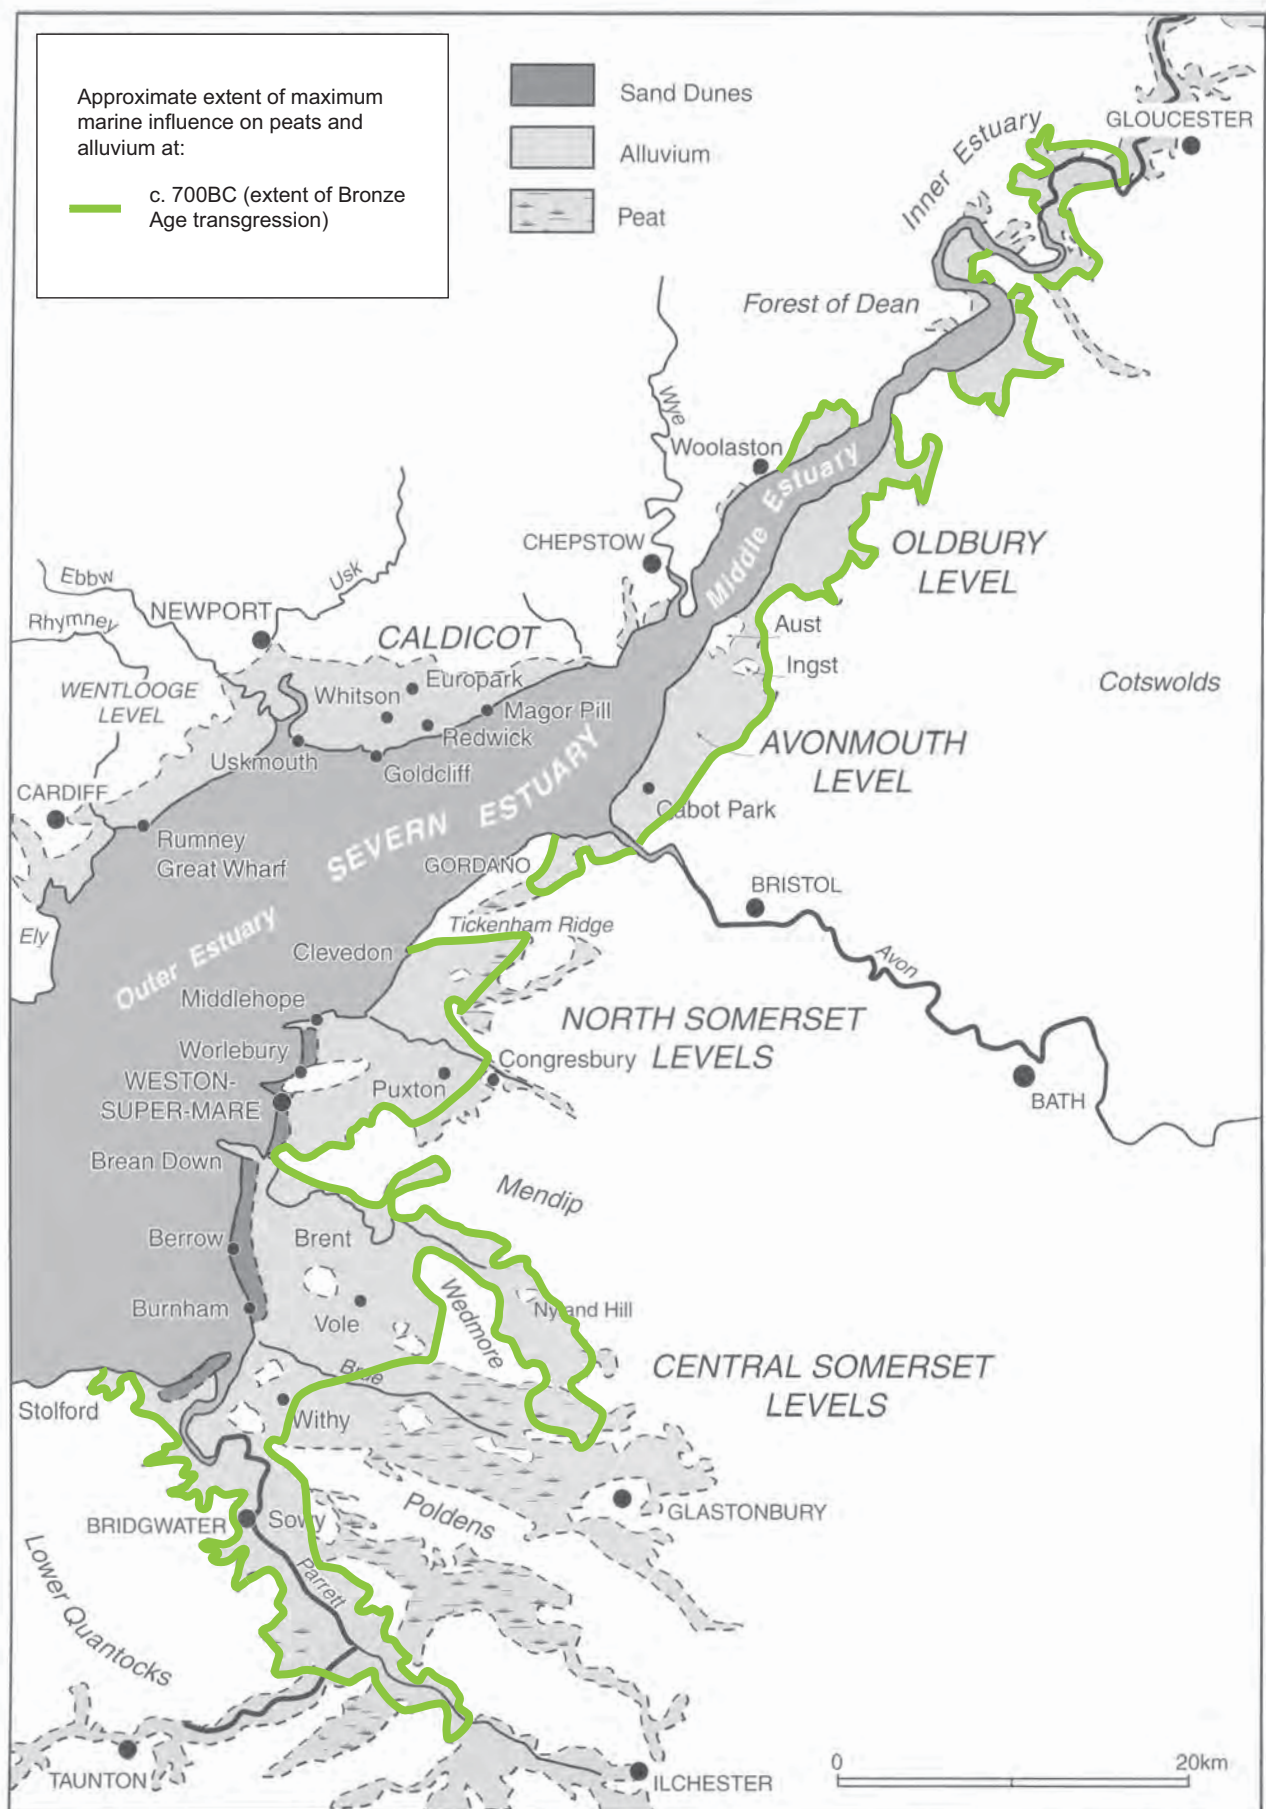 Approximate extent of maximum
marine influence on peats and
alluvium at:
c. 700BC (extent of Bronze
Age transgression)
Sand Dunes
Alluvium
Peat
GLOUCESTER
Inner Estuary
Forest of Dean
Wye
Woolaston
Middle Estuary
CHEPSTOW
OLDBURY
LEVEL
Ebbw
Usk
Rhymney
NEWPORT
CALDICOT
Aust
Ingst
Cotswolds
WENTLOOGE
LEVEL
Whitson
Europark
Magor Pill
Redwick
Uskmouth
Goldcliff
AVONMOUTH
LEVEL
CARDIFF
Cabot Park
Rumney
Great Wharf
SEVERN ESTUARY
GORDANO
BRISTOL
Ely
Outer Estuary
Tickenham Ridge
Clevedon
Avon
Middlehope
NORTH SOMERSET
LEVELS
Worlebury
Congresbury
WESTON-
SUPER-MARE
Puxton
BATH
Brean Down
Mendip
Berrow
Brent
Wedmore
Burnham
Vole
Nyland Hill
Brue
CENTRAL SOMERSET
LEVELS
Stolford
Withy
Poldens
GLASTONBURY
BRIDGWATER
Sowy
Parrett
Lower Quantocks
TAUNTON
ILCHESTER
0 20km